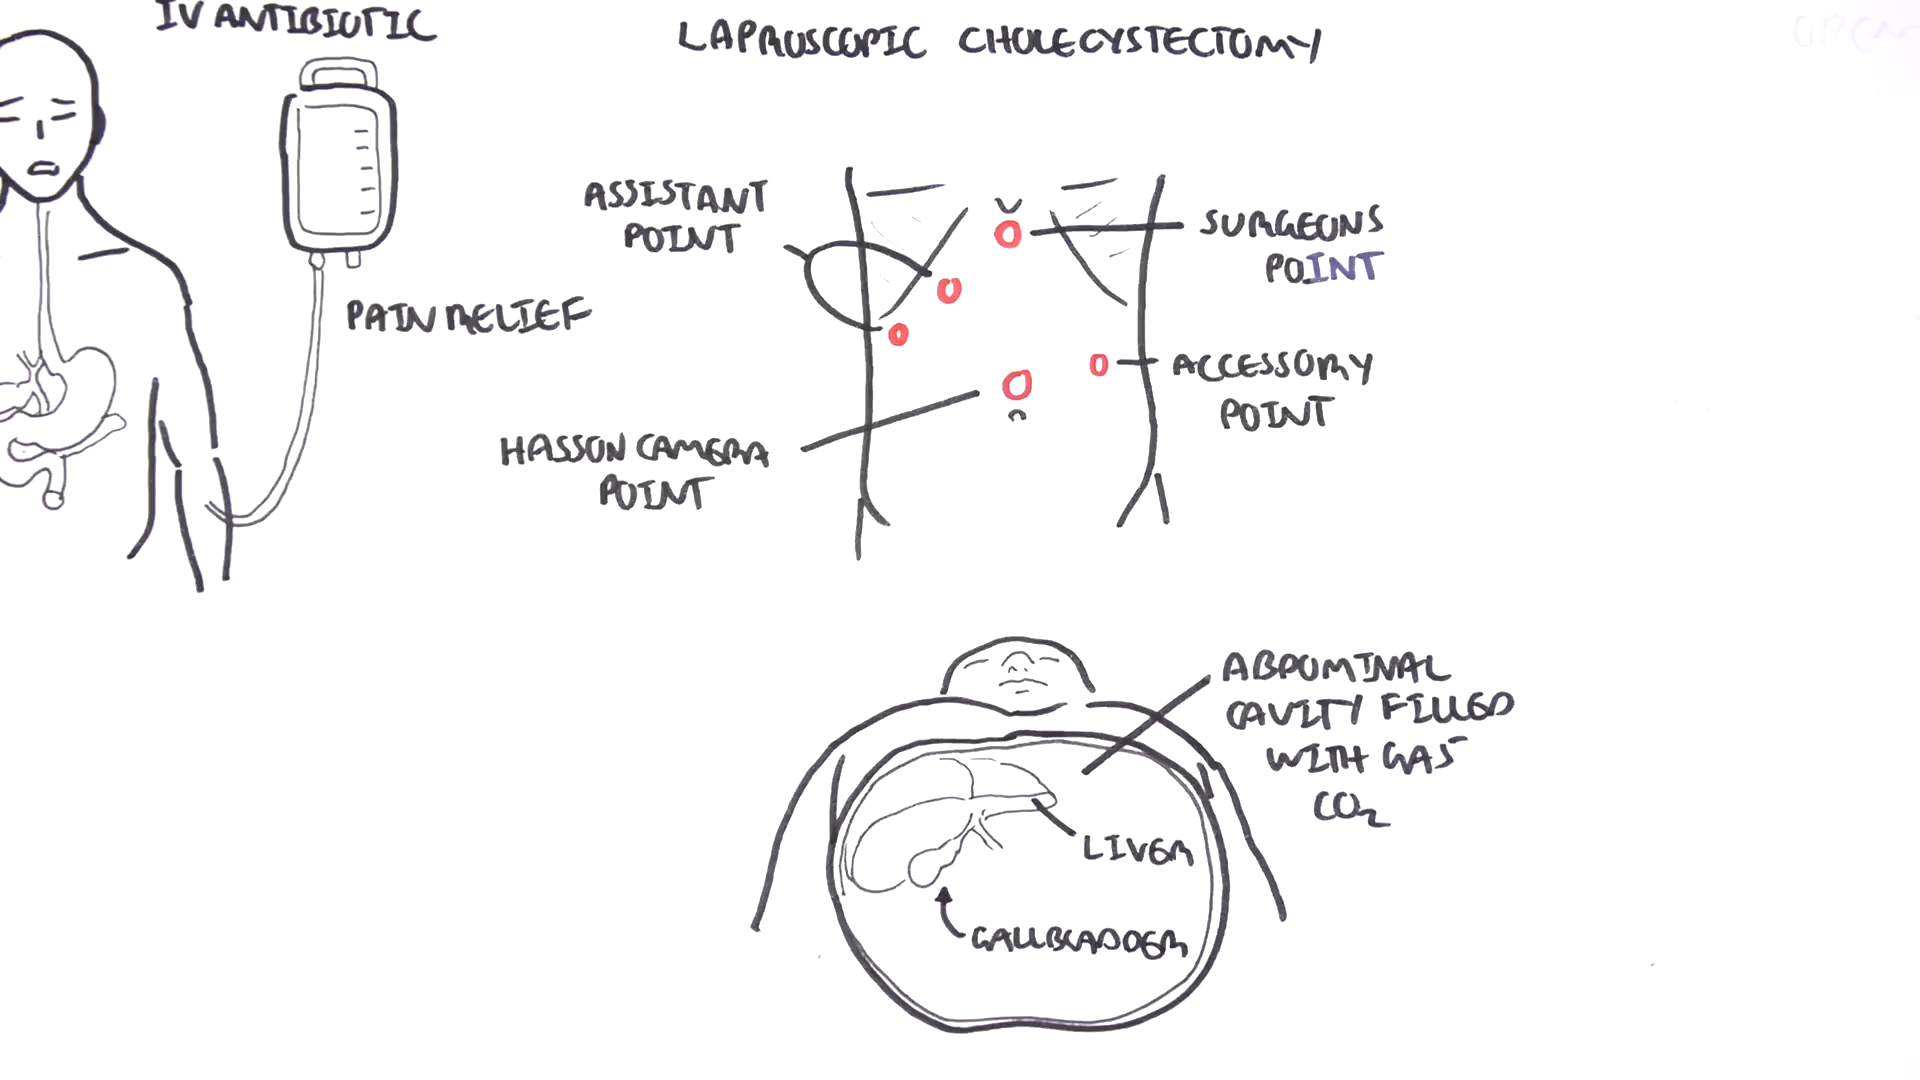 IV ANTIBIOTIC
PAIN RELIEF
LAPROSCOPIC CHOLECYSTECTOMY
ASSISTANT
POINT
SURGEONS
POINT
ACCESSORY
POINT
HASSON CAMERA
POINT
ABDOMINAL
CAVITY FILLED
WITH GAS
CO2
LIVER
GALLBLADDER